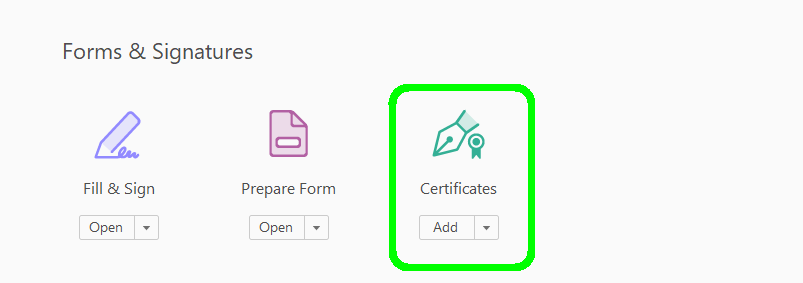 Forms & Signatures
Fill & Sign
Prepare Form
Certificates
Open
Open
Add